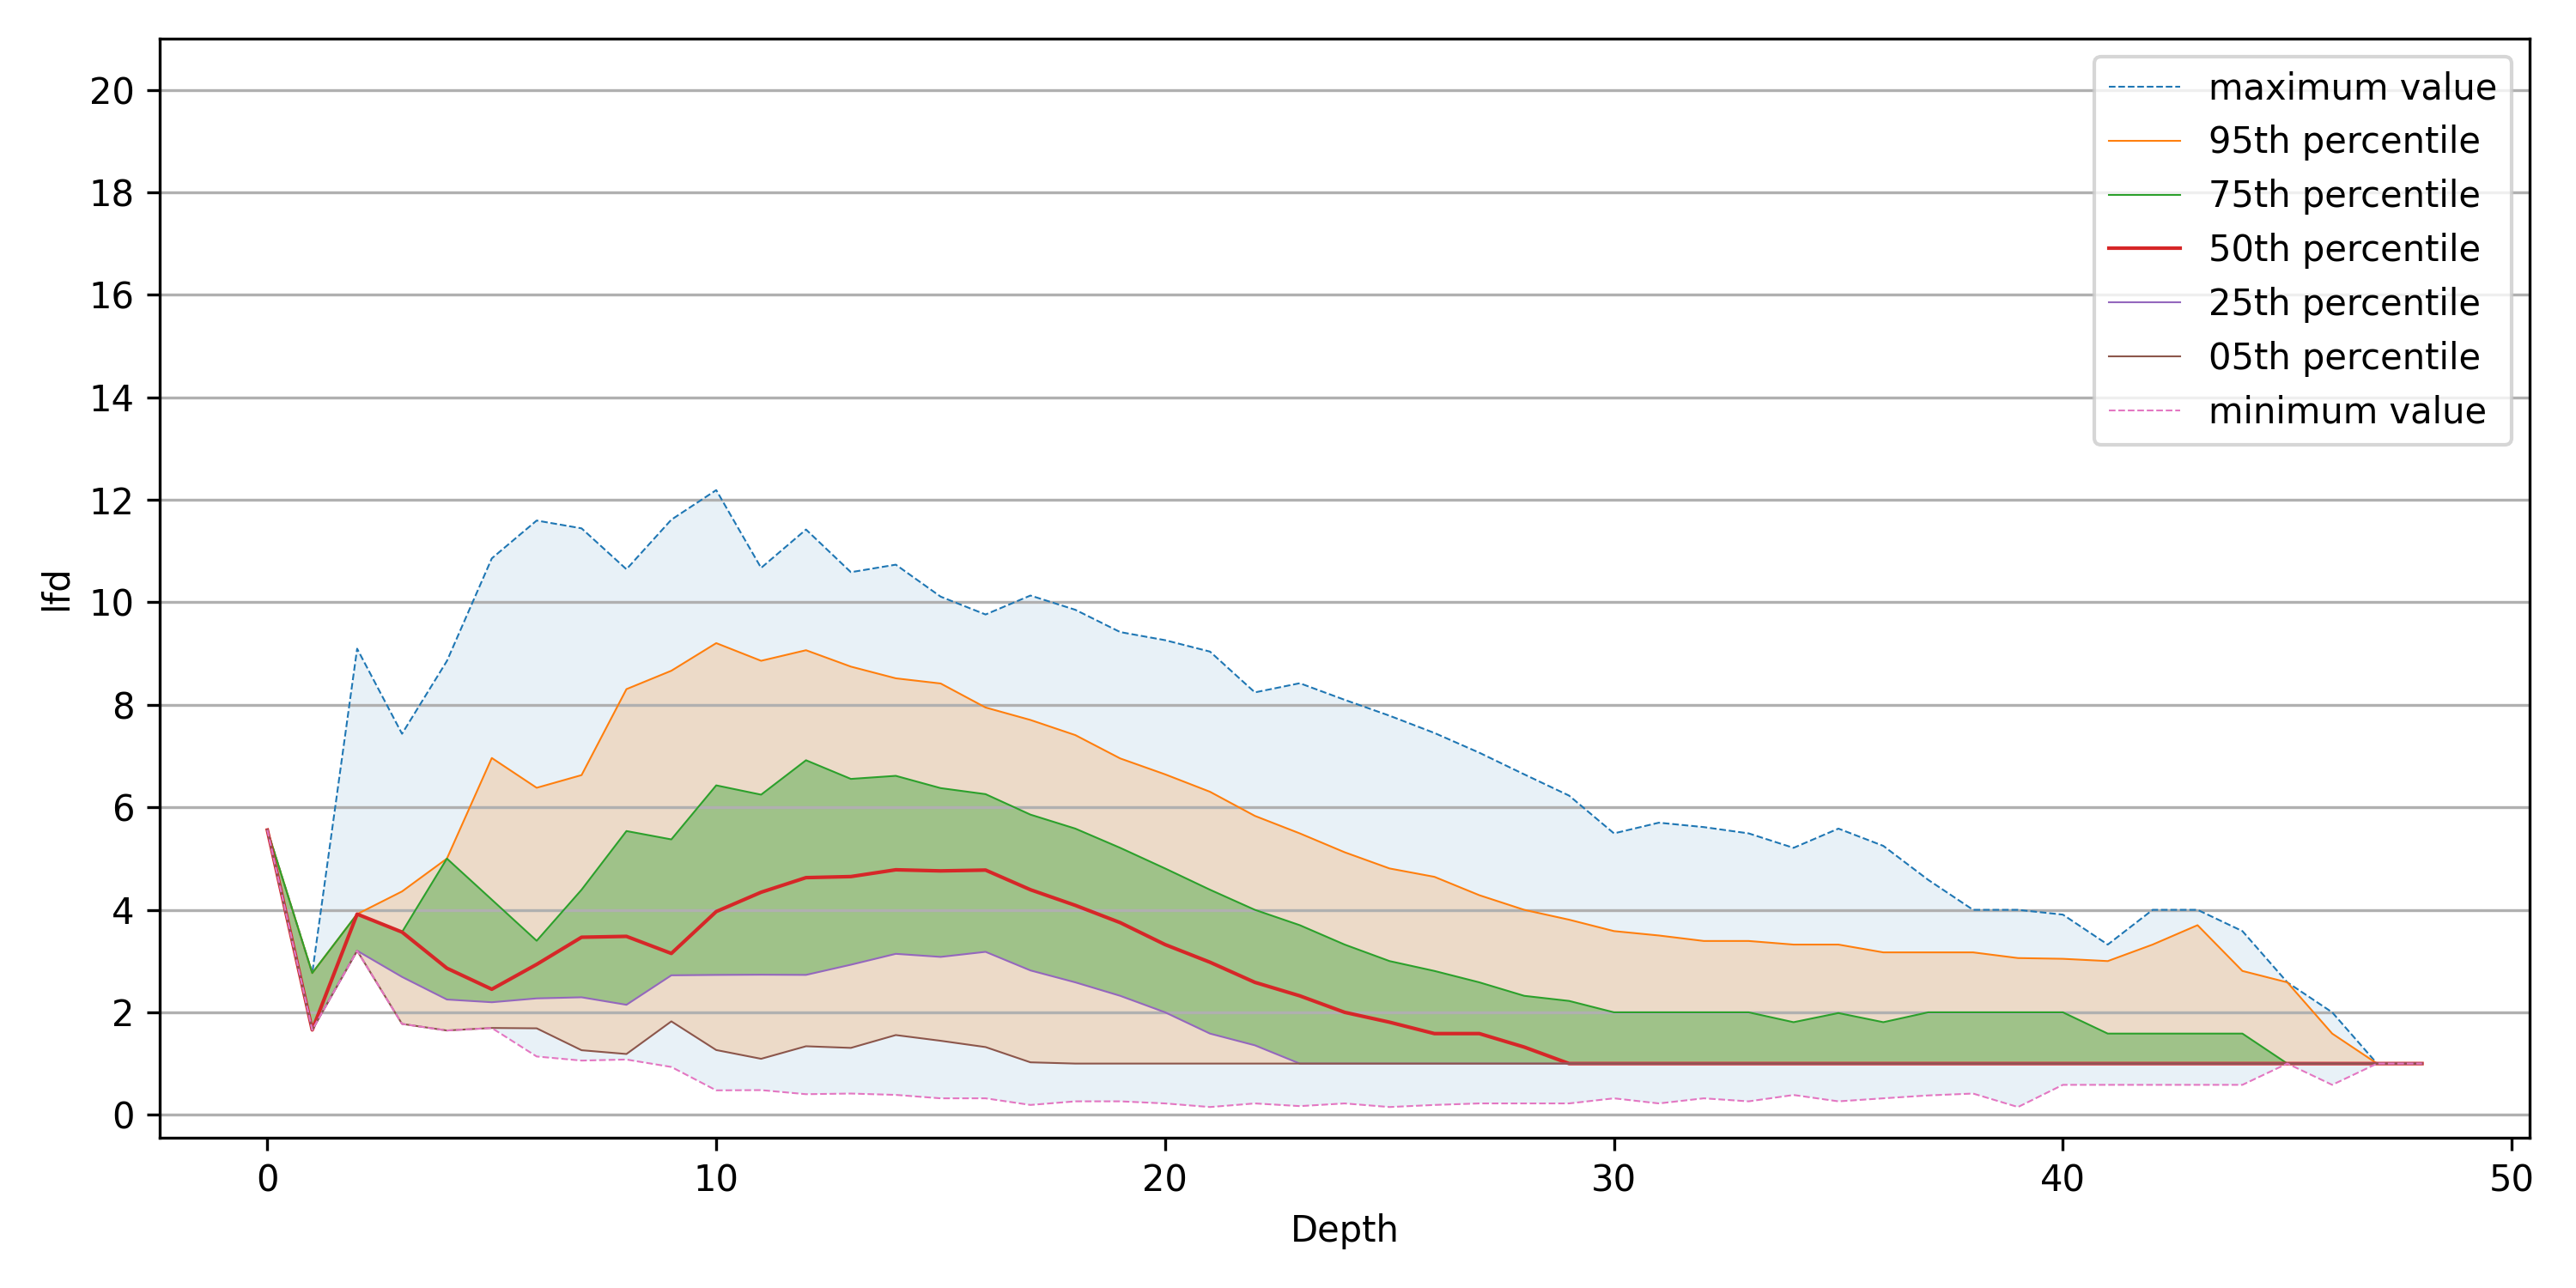 20
18
16
14
12
10
8
6
4
2
0
lfd
0 10 20 30 40 50
Depth
maximum value
95th percentile
75th percentile
50th percentile
25th percentile
05th percentile
minimum value